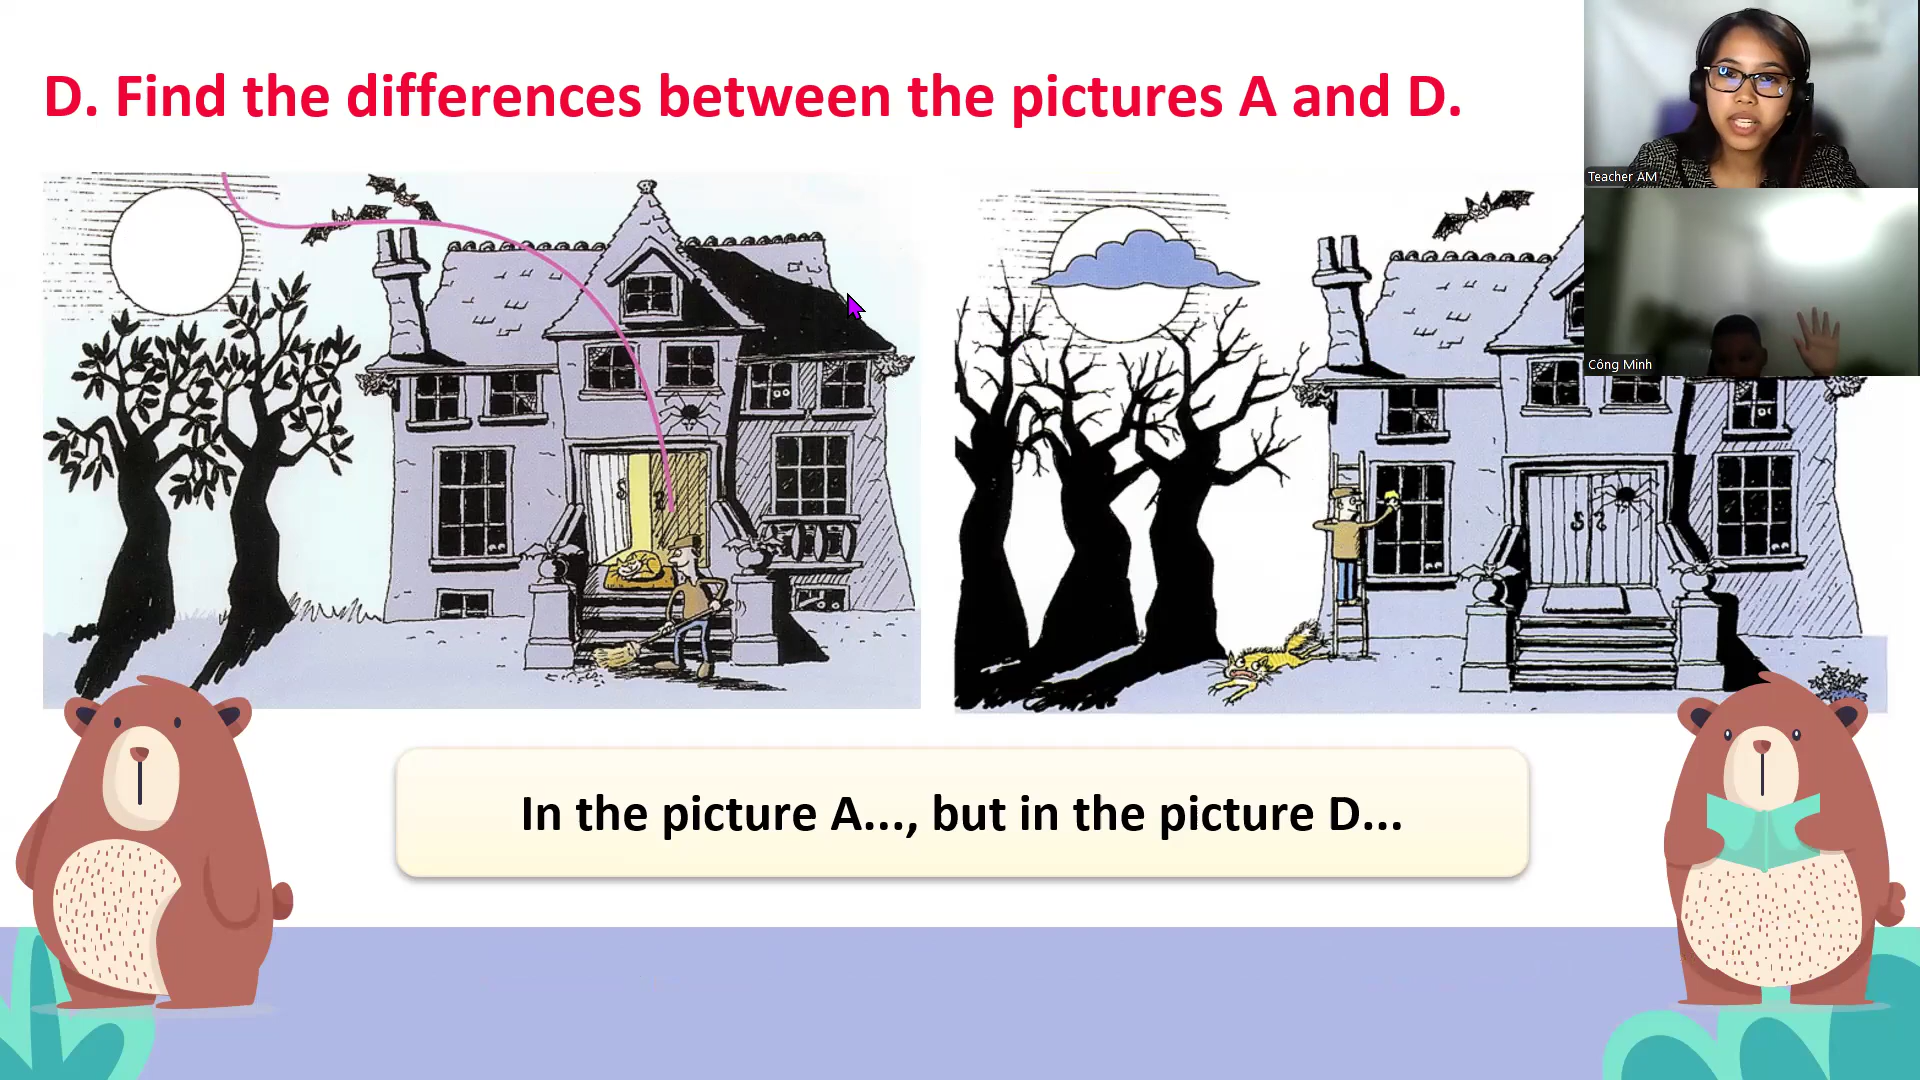 D. Find the differences between the pictures A and D.
Teacher AM
Công Minh
In the picture A..., but in the picture D...